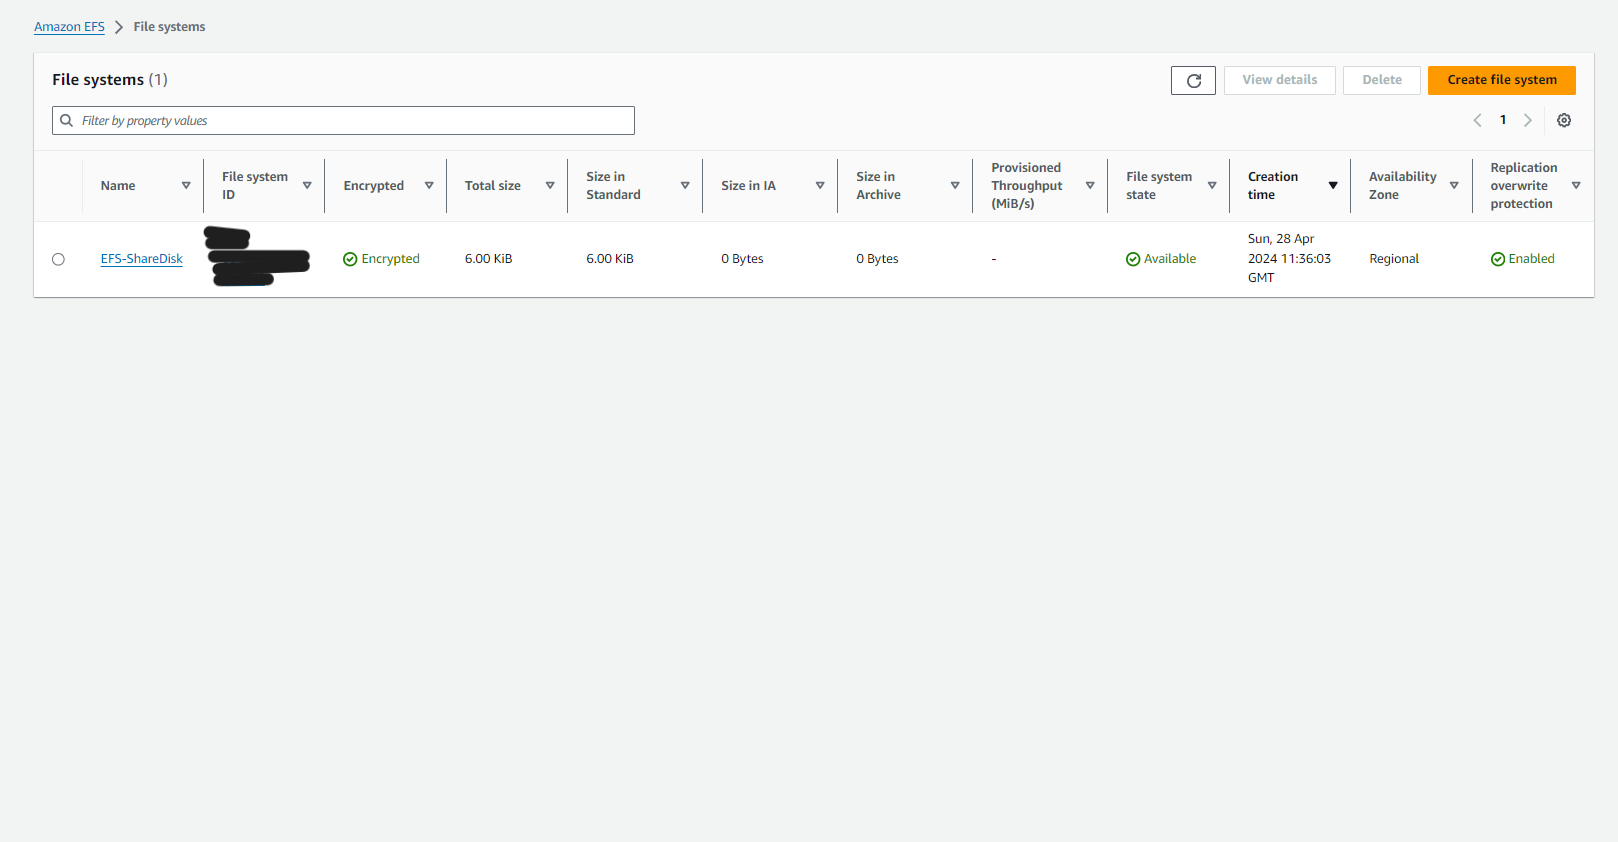 Amazon EFS > File systems
File systems (1)
View details
Delete
Create file system
Filter by property values
1
Name
File system
ID
Encrypted
Total size
Size in
Standard
Size in IA
Size in
Archive
Provisioned
Throughput
(MiB/s)
File system
state
Creation
time
Availability
Zone
Replication
overwrite
protection
EFS-ShareDisk
Encrypted
6.00 KiB
6.00 KiB
0 Bytes
0 Bytes
-
Available
Sun, 28 Apr
2024 11:36:03
GMT
Regional
Enabled